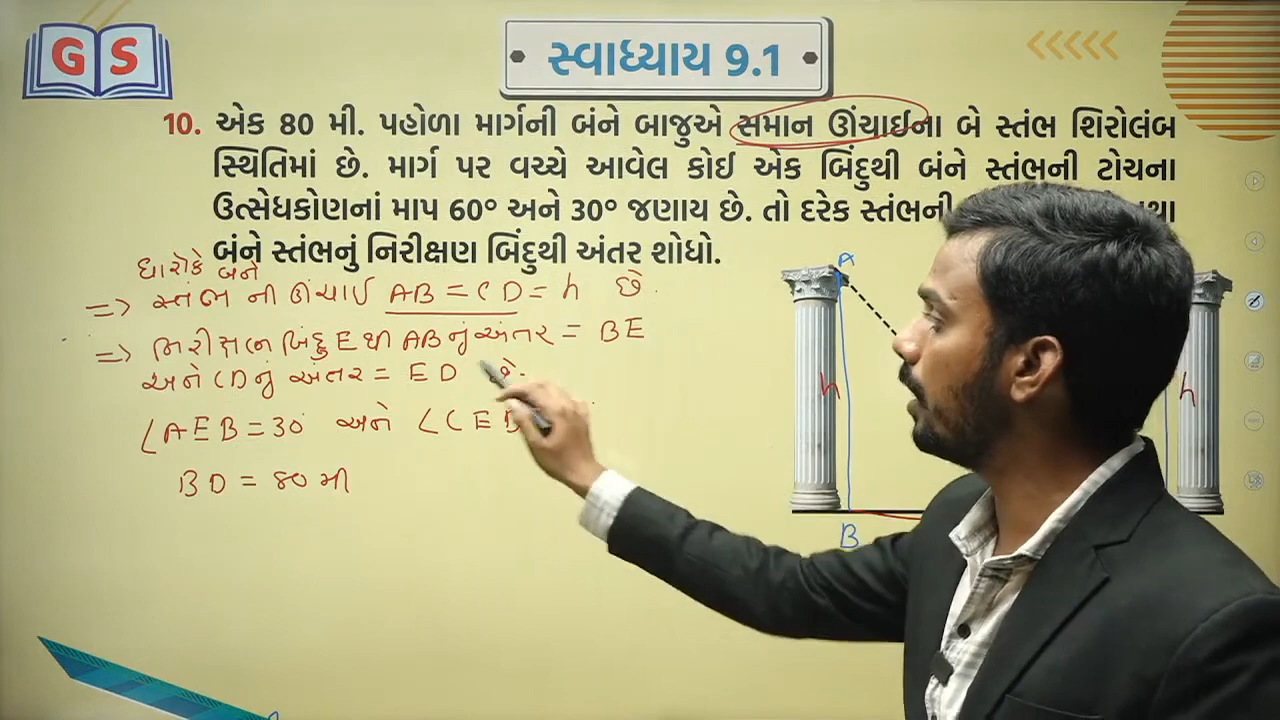 GS
સ્વાધ્યાય 9.1
10. એક 80 મી. પહોળા માર્ગની બંને બાજુએ સમાન ઊંચાઈના બે સ્તંભ શિરોલંબ
સ્થિતિમાં છે. માર્ગ પર વચ્ચે આવેલ કોઈ એક બિંદુથી બંને સ્તંભની ટોચના
ઉત્સેધકોણનાં માપ 60° અને 30° જણાય છે. તો દરેક સ્તંભની
બંને સ્તંભનું નિરીક્ષણ બિંદુથી અંતર શોધો.
ધારોકે બંને
=> સ્તંભ ની ઊંચાઈ AB = CD = h છે.
=> નિરીક્ષણ બિંદુ E થી AB નું અંતર = BE
અને CD નું અંતર = ED છે.
∠AEB = 30 અને ∠CE
BD = 80 મી
A
h
h
B